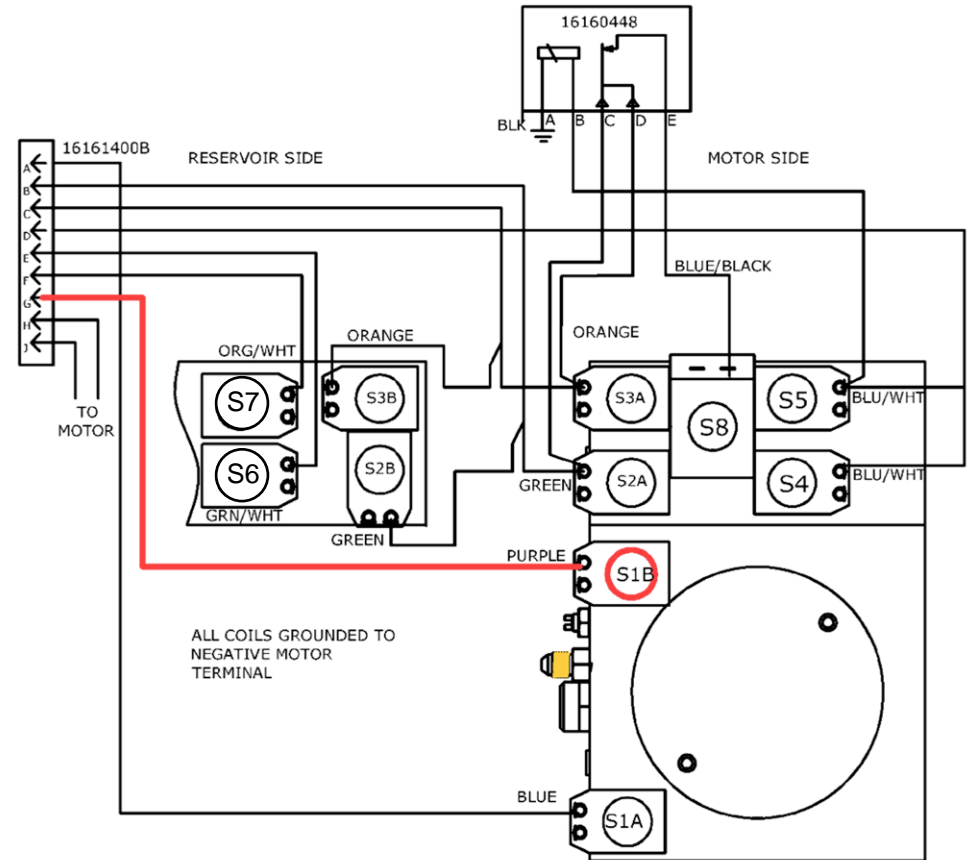 16160448
BLK
A
B
C
D
E
16161400B
RESERVOIR SIDE
MOTOR SIDE
A
B
C
D
E
F
G
H
J
BLUE/BLACK
ORANGE
ORANGE
ORG/WHT
S7
S3B
S3A
S8
S5
BLU/WHT
TO
MOTOR
S6
S2B
S2A
S4
GREEN
BLU/WHT
GRN/WHT
GREEN
PURPLE
S1B
ALL COILS GROUNDED TO
NEGATIVE MOTOR
TERMINAL
BLUE
S1A